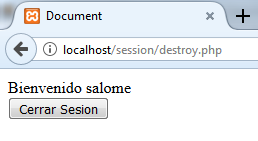 Document
localhost/session/destroy.php
Bienvenido salome
Cerrar Sesion